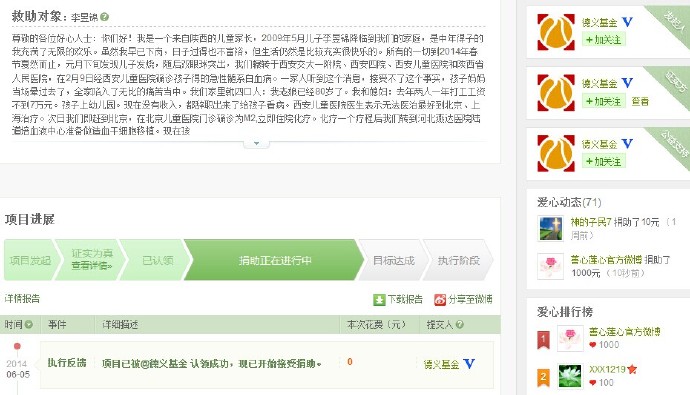 救助对象：李昱锦
尊敬的各位好心人士：你们好！我是一个来自陕西的儿童家长，2009年5月儿子李昱锦降临到我们的家庭，是中年得子的
我充满了无限的欢乐。虽然我早已下岗，日子过得也不富裕，但生活仍然是比较充实很快乐的。所有的一切到2014年春
节戛然而止，元月下旬发现儿子发烧，随后双眼球突出，我们辗转于西安交大一附院、西安四院、西安儿童医院和陕西省
人民医院，在2月9日经西安儿童医院确诊孩子得的急性髓系白血病。一家人听到这个消息，接受不了这个事实，孩子妈妈
当场晕过去了，全家陷入了无比的痛苦当中。我们家里就四口人：我老娘已经80岁了。我和媳妇：去年两人一年打工工资
不到7万元。孩子上幼儿园。现在没有收入，都辞职出来了给孩子看病。西安儿童医院医生表示无法医治最好到北京、上
海治疗。次日我们即赶到北京，在北京儿童医院门诊确诊为M2,立即住院化疗。化疗一个疗程后我们转到河北燕达医院陆
道培血液中心准备做造血干细胞移植。现在孩
项目进展
项目发起
证实为真
查看详情»
已认领
捐助正在进行中
目标达成
执行阶段
详情报告
下载报告
分享至微博
时间 事件 详细描述 本次花费（元） 提交人
2014
06-05
执行反馈
项目已被@德义基金 认领成功，现已开始接受捐助。
0
德义基金
德义基金
+加关注
发起人
德义基金
+加关注 查看
证实方
德义基金
+加关注
公益支持
爱心动态(71)
神的子民7 捐助了10元（1
周前）
善心莲心官方微博 捐助了
1000元（10秒前）
爱心排行榜
1
善心莲心官方微博
1000
2
XXX1219
100